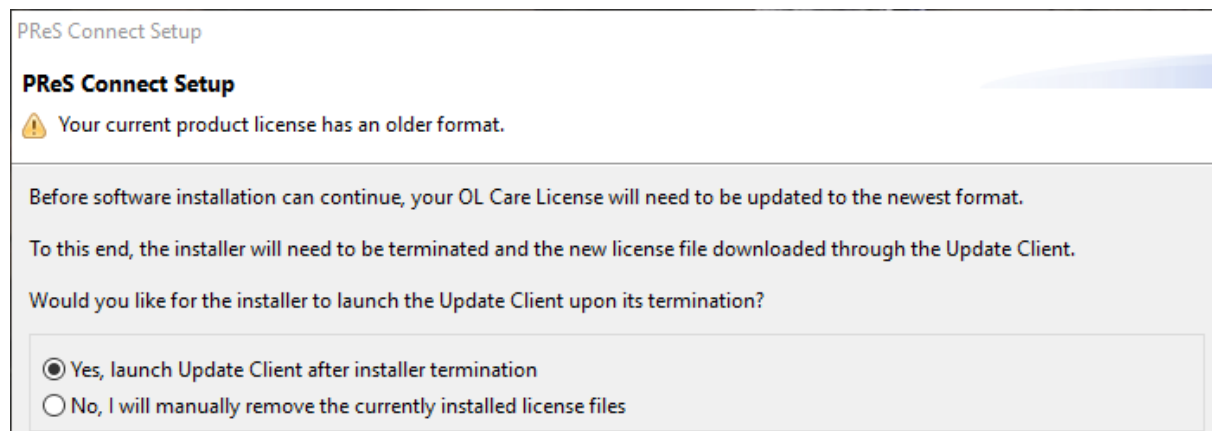 PReS Connect Setup
PReS Connect Setup
Your current product license has an older format.
Before software installation can continue, your OL Care License will need to be updated to the newest format.
To this end, the installer will need to be terminated and the new license file downloaded through the Update Client.
Would you like for the installer to launch the Update Client upon its termination?
Yes, launch Update Client after installer termination
No, I will manually remove the currently installed license files